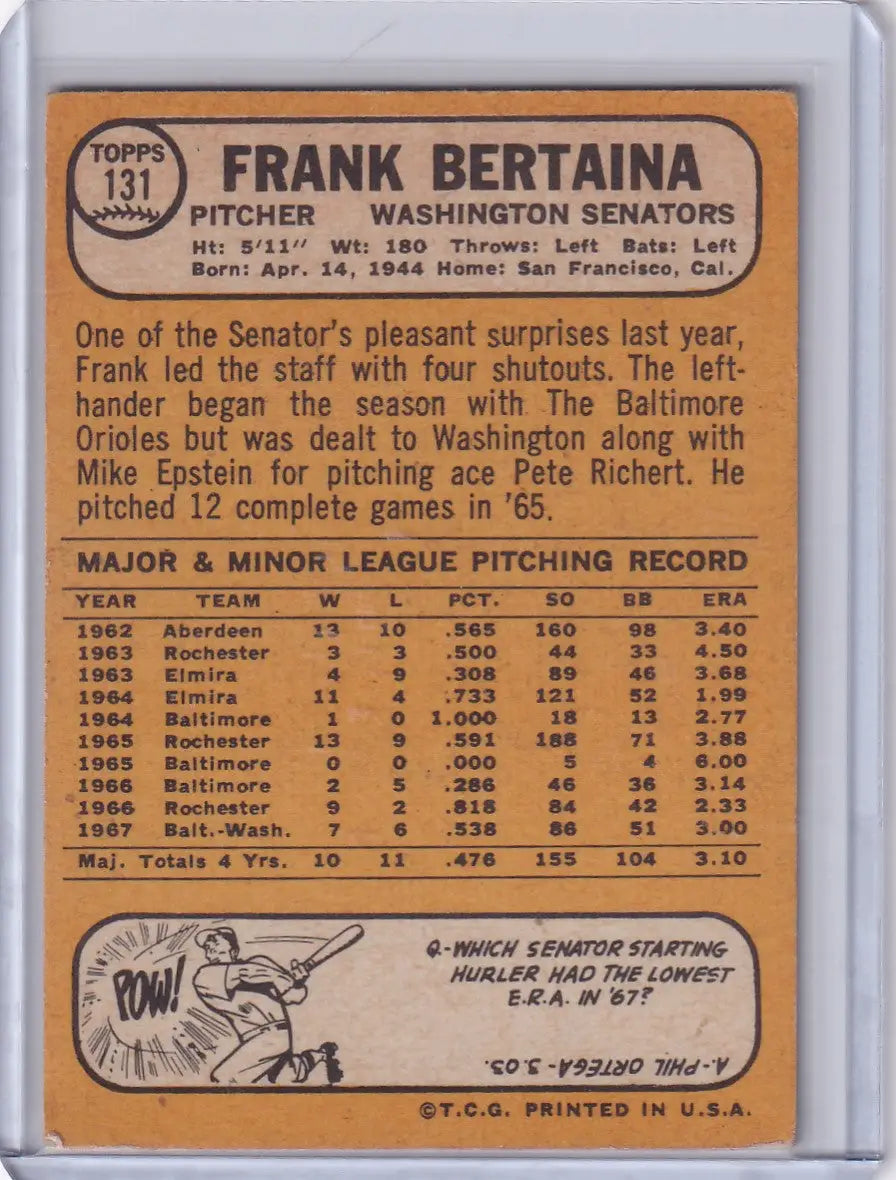 TOPPS
131
FRANK BERTAINA
PITCHER WASHINGTON SENATORS
Ht: 5'11" Wt: 180 Throws: Left Bats: Left
Born: Apr. 14, 1944 Home: San Francisco, Cal.
One of the Senator's pleasant surprises last year,
Frank led the staff with four shutouts. The left-
hander began the season with The Baltimore
Orioles but was dealt to Washington along with
Mike Epstein for pitching ace Pete Richert. He
pitched 12 complete games in '65.
MAJOR & MINOR LEAGUE PITCHING RECORD
YEAR TEAM W L PCT. SO BB ERA
1962 Aberdeen 13 10 .565 160 98 3.40
1963 Rochester 3 3 .500 44 33 4.50
1963 Elmira 4 9 .308 89 46 3.68
1964 Elmira 11 4 .733 121 52 1.99
1964 Baltimore 1 0 1.000 18 13 2.77
1965 Rochester 13 9 .591 188 71 3.88
1965 Baltimore 0 0 .000 5 4 6.00
1966 Baltimore 2 5 .286 46 36 3.14
1966 Rochester 9 2 .818 84 42 2.33
1967 Balt.-Wash. 7 6 .538 86 51 3.00
Maj. Totals 4 Yrs. 10 11 .476 155 104 3.10
POW!
Q-WHICH SENATOR STARTING
HURLER HAD THE LOWEST
E.R.A. IN '67?
A-PHIL ORTEGA-3.03.
©T.C.G. PRINTED IN U.S.A.